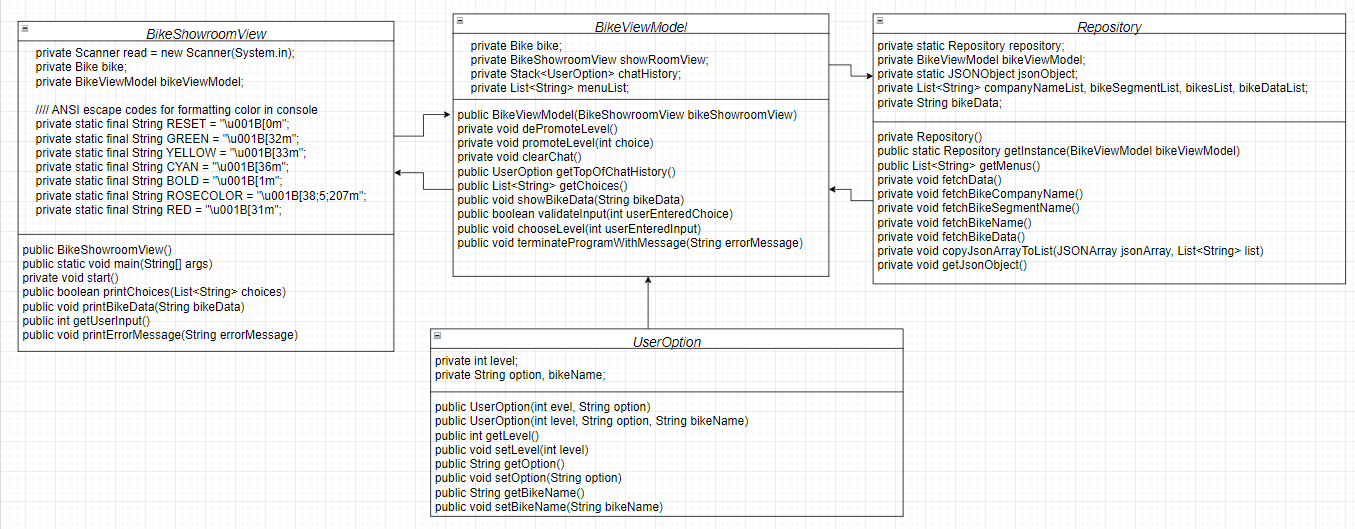 BikeShowroomView
private Scanner read = new Scanner(System.in);
private Bike bike;
private BikeViewModel bikeViewModel;
//// ANSI escape codes for formatting color in console
private static final String RESET = "\u001B[0m";
private static final String GREEN = "\u001B[32m";
private static final String YELLOW = "\u001B[33m";
private static final String CYAN = "\u001B[36m";
private static final String BOLD = "\u001B[1m";
private static final String ROSECOLOR = "\u001B[38;5;207m";
private static final String RED = "\u001B[31m";
public BikeShowroomView()
public static void main(String[] args)
private void start()
public boolean printChoices(List<String> choices)
public void printBikeData(String bikeData)
public int getUserInput()
public void printErrorMessage(String errorMessage)
BikeViewModel
private Bike bike;
private BikeShowroomView showRoomView;
private Stack<UserOption> chatHistory;
private List<String> menuList;
public BikeViewModel(BikeShowroomView bikeShowroomView)
private void dePromoteLevel()
private void promoteLevel(int choice)
private void clearChat()
public UserOption getTopOfChatHistory()
public List<String> getChoices()
public void showBikeData(String bikeData)
public boolean validateInput(int userEnteredChoice)
public void chooseLevel(int userEnteredInput)
public void terminateProgramWithMessage(String errorMessage)
Repository
private static Repository repository;
private BikeViewModel bikeViewModel;
private static JSONObject jsonObject;
private List<String> companyNameList, bikeSegmentList, bikesList, bikeDataList;
private String bikeData;
private Repository()
public static Repository getInstance(BikeViewModel bikeViewModel)
public List<String> getMenus()
private void fetchData()
private void fetchBikeCompanyName()
private void fetchBikeSegmentName()
private void fetchBikeName()
private void fetchBikeData()
private void copyJsonArrayToList(JSONArray jsonArray, List<String> list)
private void getJsonObject()
UserOption
private int level;
private String option, bikeName;
public UserOption(int evel, String option)
public UserOption(int level, String option, String bikeName)
public int getLevel()
public void setLevel(int level)
public String getOption()
public void setOption(String option)
public String getBikeName()
public void setBikeName(String bikeName)